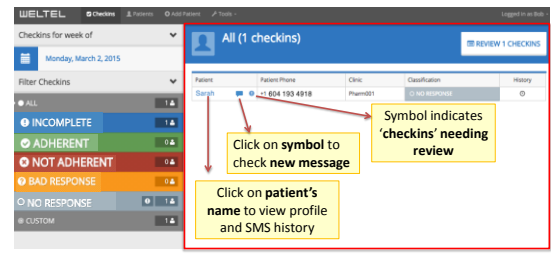 WELTEL Checkins Patients Add Patient Tools Logged in as Bob
Checkins for week of
Monday, March 2, 2015
Filter Checkins
ALL 1
INCOMPLETE 1
ADHERENT 0
NOT ADHERENT 0
BAD RESPONSE 0
NO RESPONSE 1
CUSTOM 1
All (1 checkins)
REVIEW 1 CHECKINS
Patient Patient Phone Clinic Classification History
Sarah +1 604 193 4918 Pharm001 NO RESPONSE
Symbol indicates
'checkins' needing
review
Click on symbol to
check new message
Click on patient's
name to view profile
and SMS history